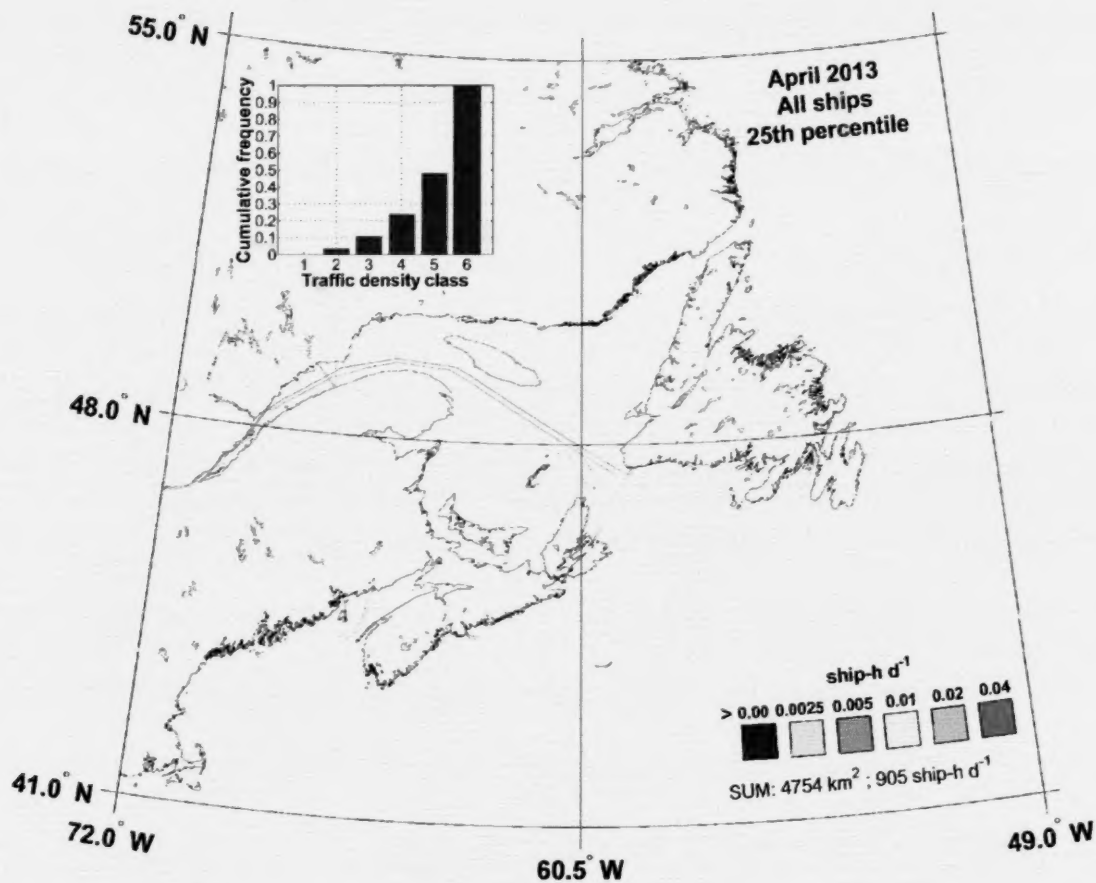 55.0° N
April 2013
All ships
25th percentile
Cumulative frequency
1
0.9
0.8
0.7
0.6
0.5
0.4
0.3
0.2
0.1
0
1 2 3 4 5 6
Traffic density class
48.0° N
ship-h d⁻¹
> 0.00 0.0025 0.005 0.01 0.02 0.04
SUM: 4754 km² ; 905 ship-h d⁻¹
41.0° N
72.0° W
60.5° W
49.0° W